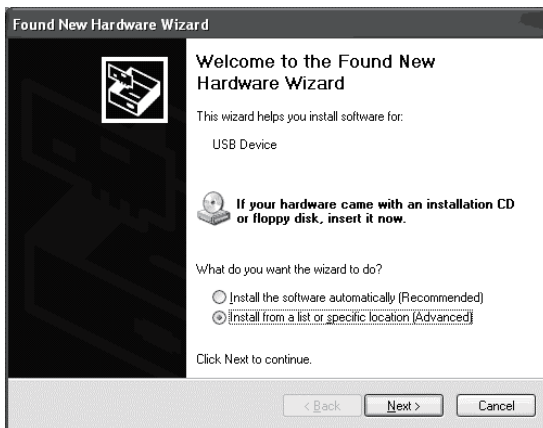 Found New Hardware Wizard
Welcome to the Found New
Hardware Wizard
This wizard helps you install software for:
USB Device
If your hardware came with an installation CD
or floppy disk, insert it now.
What do you want the wizard to do?
Install the software automatically (Recommended)
Install from a list or specific location (Advanced)
Click Next to continue.
< Back Next > Cancel